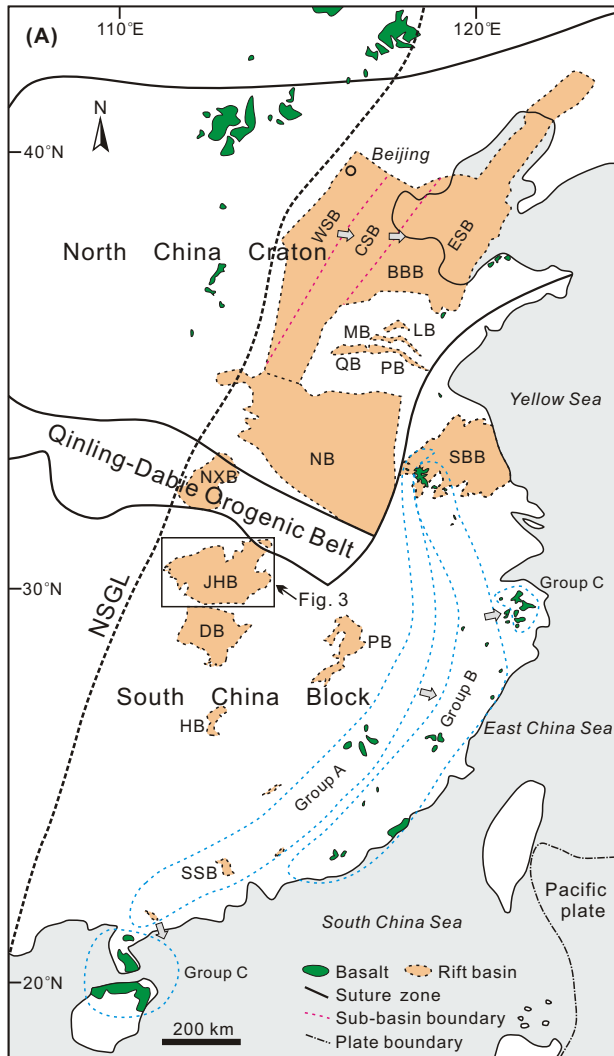 (A)
110°E
120°E
N
40°N
Beijing
WSB
CSB
ESB
North China Craton
BBB
MB
LB
QB
PB
Yellow Sea
Qinling-Dabie Orogenic Belt
NXB
NB
SBB
30°N
JHB
Fig. 3
Group C
NSGL
DB
PB
South China Block
HB
Group B
East China Sea
Group A
SSB
Pacific
plate
South China Sea
20°N
Group C
Basalt
Rift basin
Suture zone
Sub-basin boundary
Plate boundary
200 km